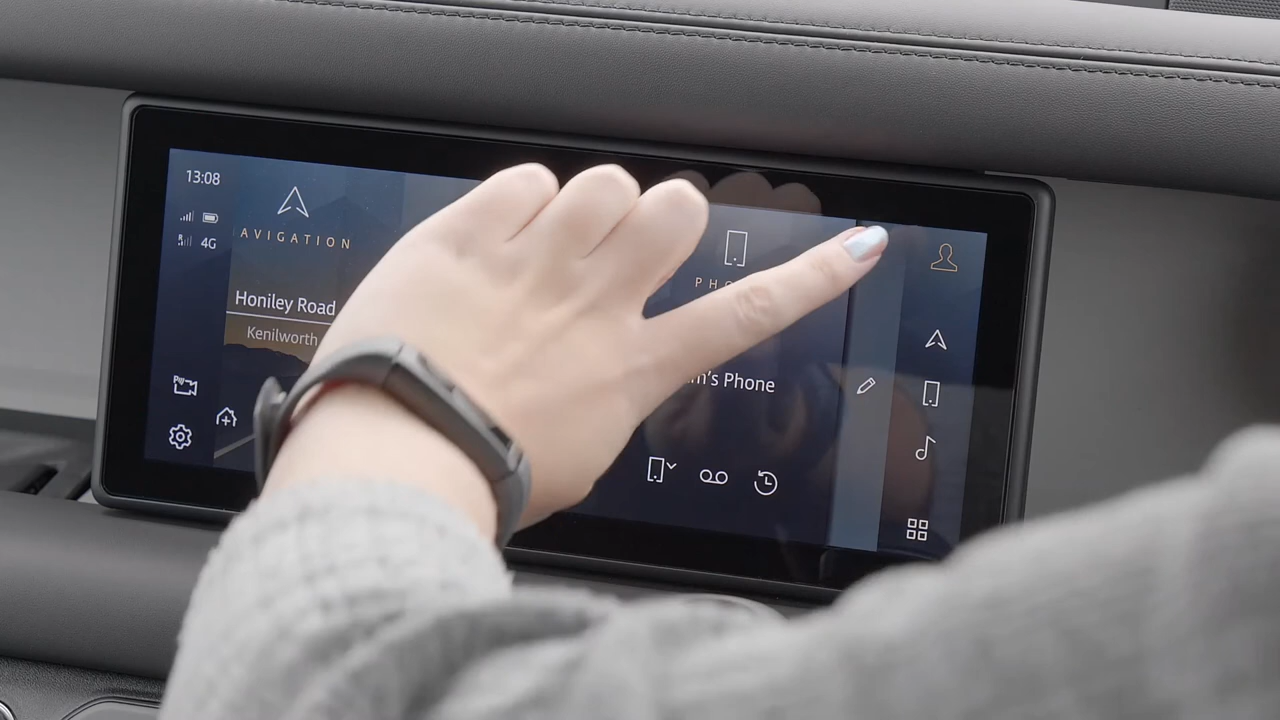 13:08
4G
AVIGATION
Honiley Road
Kenilworth
PHO
's Phone